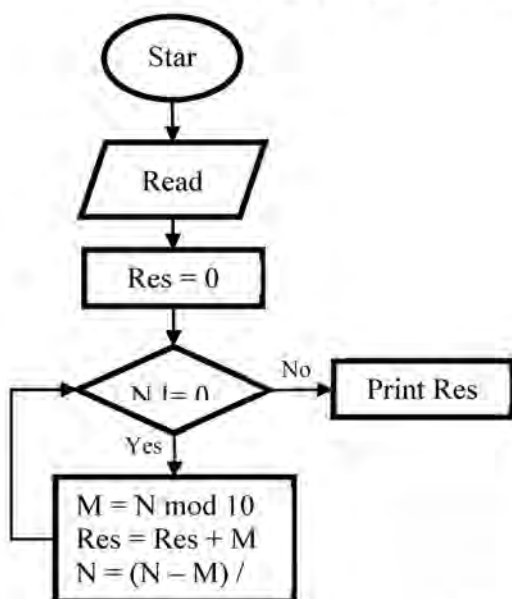 Star
Read
Res = 0
N != 0
No
Print Res
Yes
M = N mod 10
Res = Res + M
N = (N – M) /